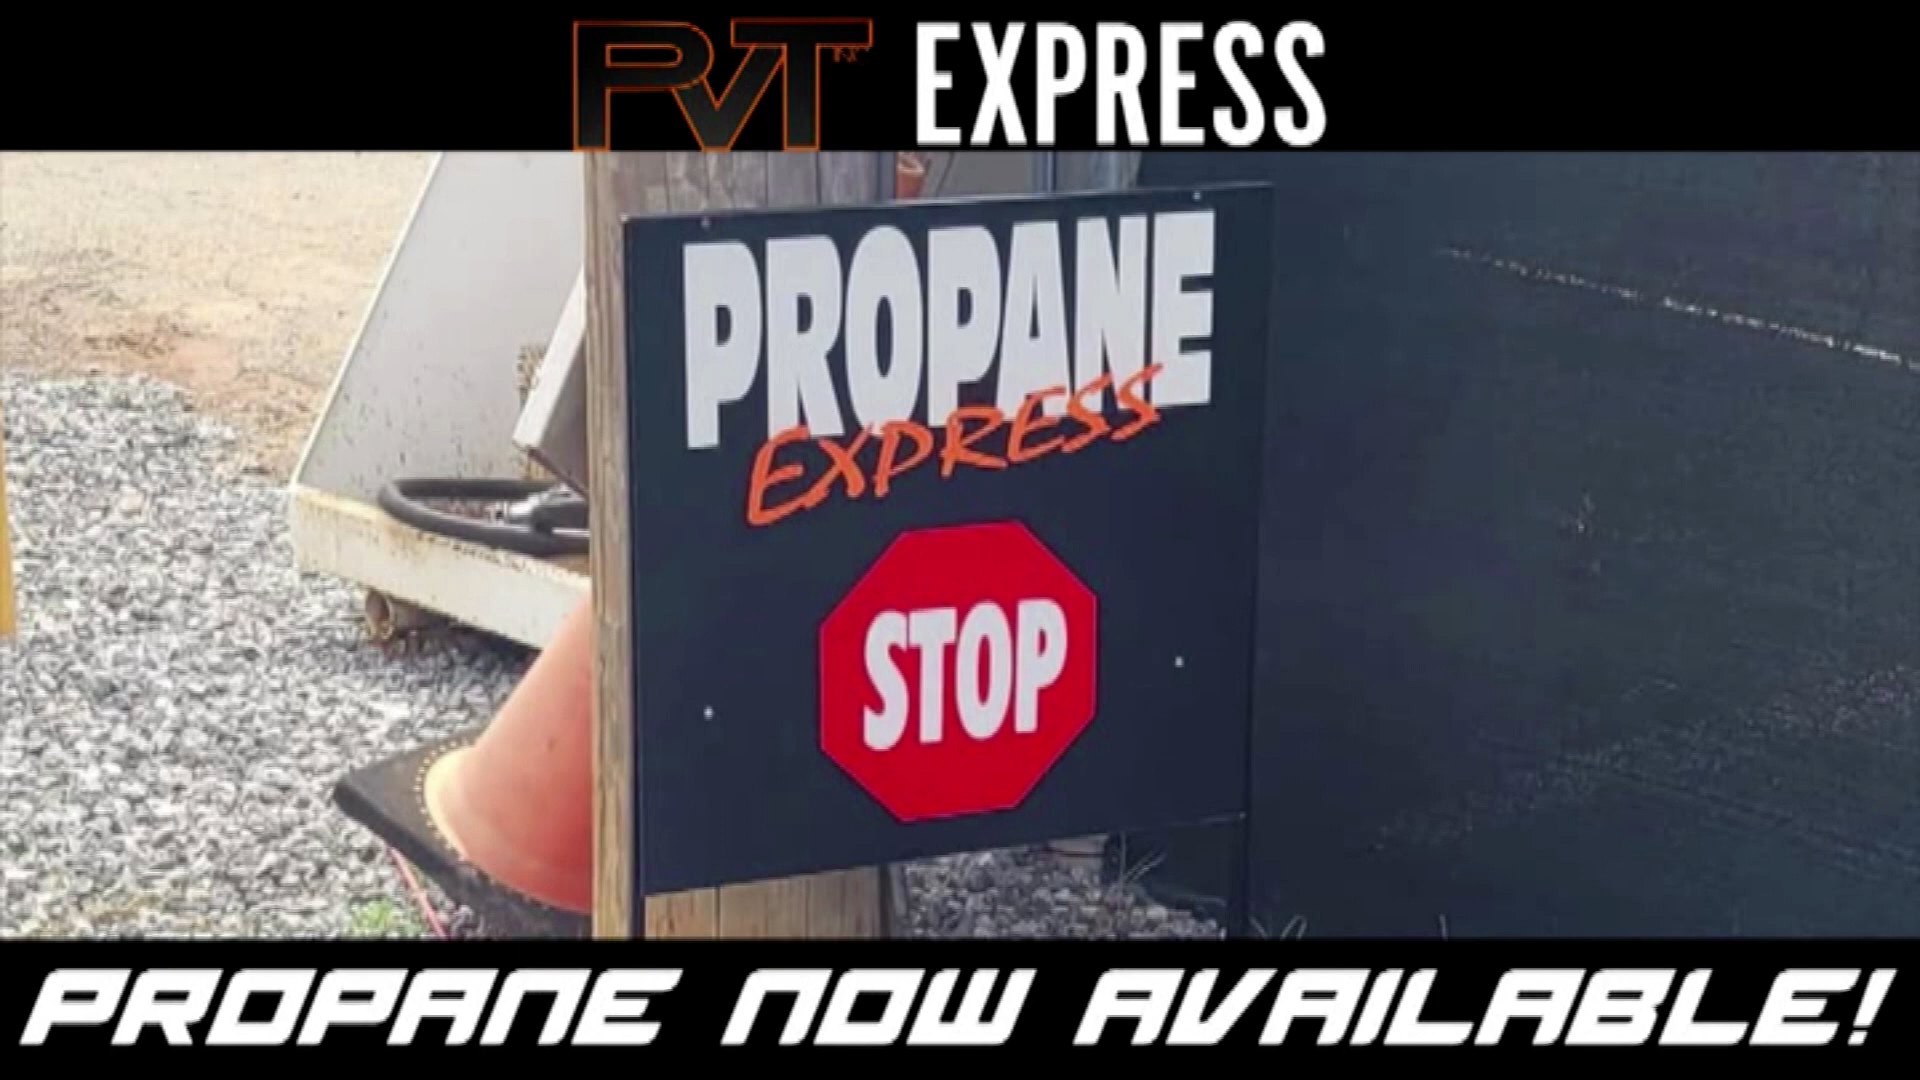 PVT EXPRESS
PROPANE
EXPRESS
STOP
PROPANE NOW AVAILABLE!